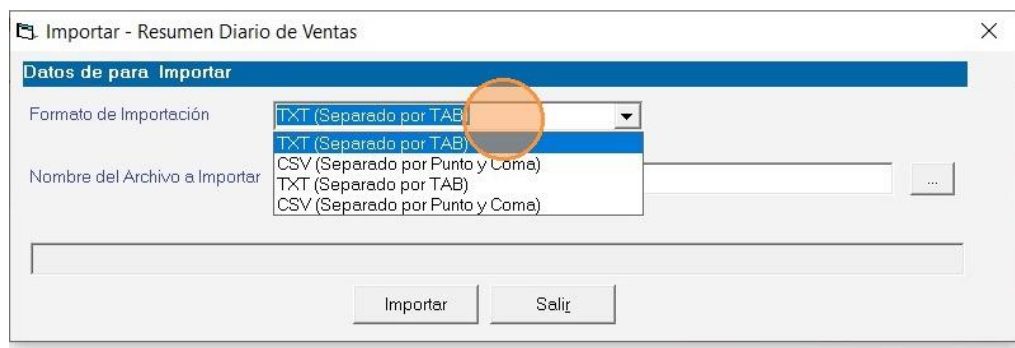 Importar - Resumen Diario de Ventas
Datos de para Importar
Formato de Importación
TXT (Separado por TAB)
TXT (Separado por TAB)
CSV (Separado por Punto y Coma)
TXT (Separado por TAB)
CSV (Separado por Punto y Coma)
Nombre del Archivo a Importar
...
Importar
Salir